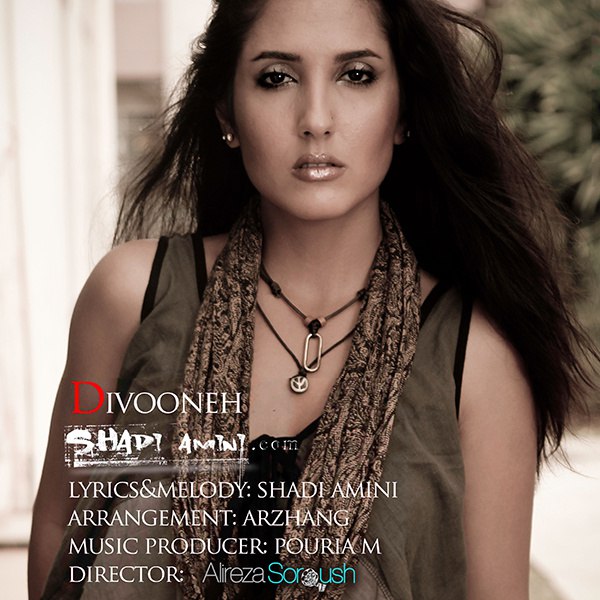 DIVOONEH
SHADI AMINI.com
LYRICS&MELODY: SHADI AMINI
ARRANGEMENT: ARZHANG
MUSIC PRODUCER: POURIA M
DIRECTOR: Alireza Soroush